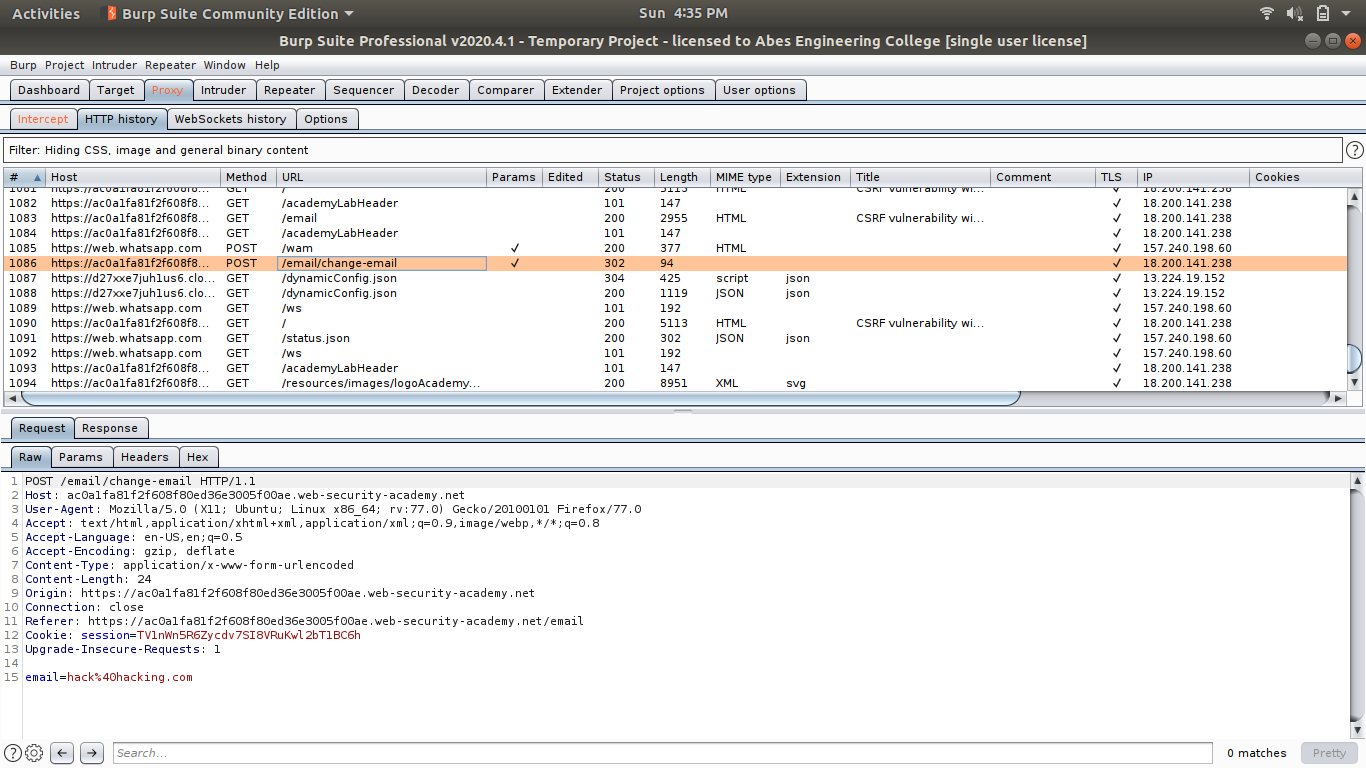 Activities Burp Suite Community Edition Sun 4:35 PM
Burp Suite Professional v2020.4.1 - Temporary Project - licensed to Abes Engineering College [single user license]
Burp Project Intruder Repeater Window Help
Dashboard Target Proxy Intruder Repeater Sequencer Decoder Comparer Extender Project options User options
Intercept HTTP history WebSockets history Options
Filter: Hiding CSS, image and general binary content ?
# Host Method URL Params Edited Status Length MIME type Extension Title Comment TLS IP Cookies
1081 https://ac0a1fa81f2f608f8... GET / 200 5113 HTML CSRF vulnerability wi... ✓ 18.200.141.238
1082 https://ac0a1fa81f2f608f8... GET /academyLabHeader 101 147 ✓ 18.200.141.238
1083 https://ac0a1fa81f2f608f8... GET /email 200 2955 HTML CSRF vulnerability wi... ✓ 18.200.141.238
1084 https://ac0a1fa81f2f608f8... GET /academyLabHeader 101 147 ✓ 18.200.141.238
1085 https://web.whatsapp.com POST /wam ✓ 200 377 HTML ✓ 157.240.198.60
1086 https://ac0a1fa81f2f608f8... POST /email/change-email ✓ 302 94 ✓ 18.200.141.238
1087 https://d27xxe7juh1us6.clo... GET /dynamicConfig.json 304 425 script json ✓ 13.224.19.152
1088 https://d27xxe7juh1us6.clo... GET /dynamicConfig.json 200 1119 JSON json ✓ 13.224.19.152
1089 https://web.whatsapp.com GET /ws 101 192 ✓ 157.240.198.60
1090 https://ac0a1fa81f2f608f8... GET / 200 5113 HTML CSRF vulnerability wi... ✓ 18.200.141.238
1091 https://web.whatsapp.com GET /status.json 200 302 JSON json ✓ 157.240.198.60
1092 https://web.whatsapp.com GET /ws 101 192 ✓ 157.240.198.60
1093 https://ac0a1fa81f2f608f8... GET /academyLabHeader 101 147 ✓ 18.200.141.238
1094 https://ac0a1fa81f2f608f8... GET /resources/images/logoAcademy... 200 8951 XML svg ✓ 18.200.141.238
Request Response
Raw Params Headers Hex
1 POST /email/change-email HTTP/1.1
2 Host: ac0a1fa81f2f608f80ed36e3005f00ae.web-security-academy.net
3 User-Agent: Mozilla/5.0 (X11; Ubuntu; Linux x86_64; rv:77.0) Gecko/20100101 Firefox/77.0
4 Accept: text/html,application/xhtml+xml,application/xml;q=0.9,image/webp,*/*;q=0.8
5 Accept-Language: en-US,en;q=0.5
6 Accept-Encoding: gzip, deflate
7 Content-Type: application/x-www-form-urlencoded
8 Content-Length: 24
9 Origin: https://ac0a1fa81f2f608f80ed36e3005f00ae.web-security-academy.net
10 Connection: close
11 Referer: https://ac0a1fa81f2f608f80ed36e3005f00ae.web-security-academy.net/email
12 Cookie: session=TV1nWn5R6Zycdv7SI8VRuKwl2bT1BC6h
13 Upgrade-Insecure-Requests: 1
14
15 email=hack%40hacking.com
? Search... 0 matches Pretty